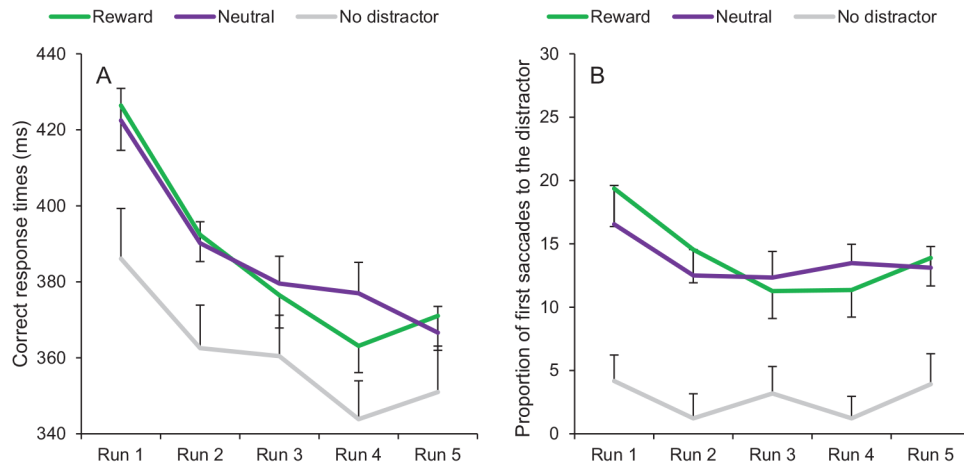 Reward Neutral No distractor
A
Correct response times (ms)
440
420
400
380
360
340
Run 1 Run 2 Run 3 Run 4 Run 5
Reward Neutral No distractor
B
Proportion of first saccades to the distractor
30
25
20
15
10
5
0
Run 1 Run 2 Run 3 Run 4 Run 5